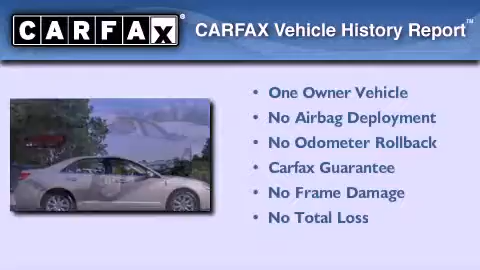 CARFAX® CARFAX Vehicle History Report™
• One Owner Vehicle
• No Airbag Deployment
• No Odometer Rollback
• Carfax Guarantee
• No Frame Damage
• No Total Loss